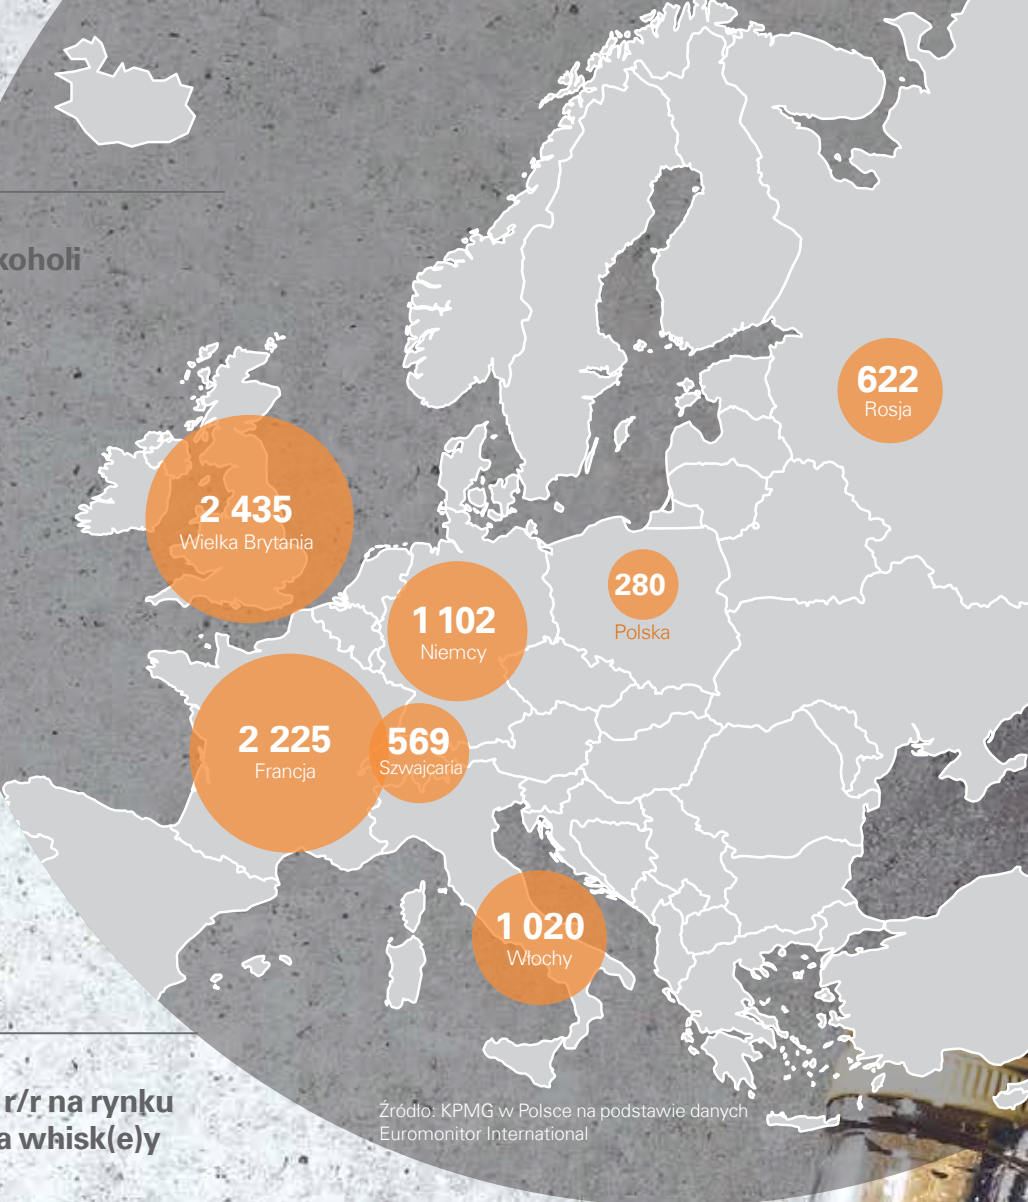 koholi
622
Rosja
2 435
Wielka Brytania
280
Polska
1 102
Niemcy
2 225
Francja
569
Szwajcaria
1 020
Włochy
r/r na rynku
a whisk(e)y
Źródło: KPMG w Polsce na podstawie danych
Euromonitor International